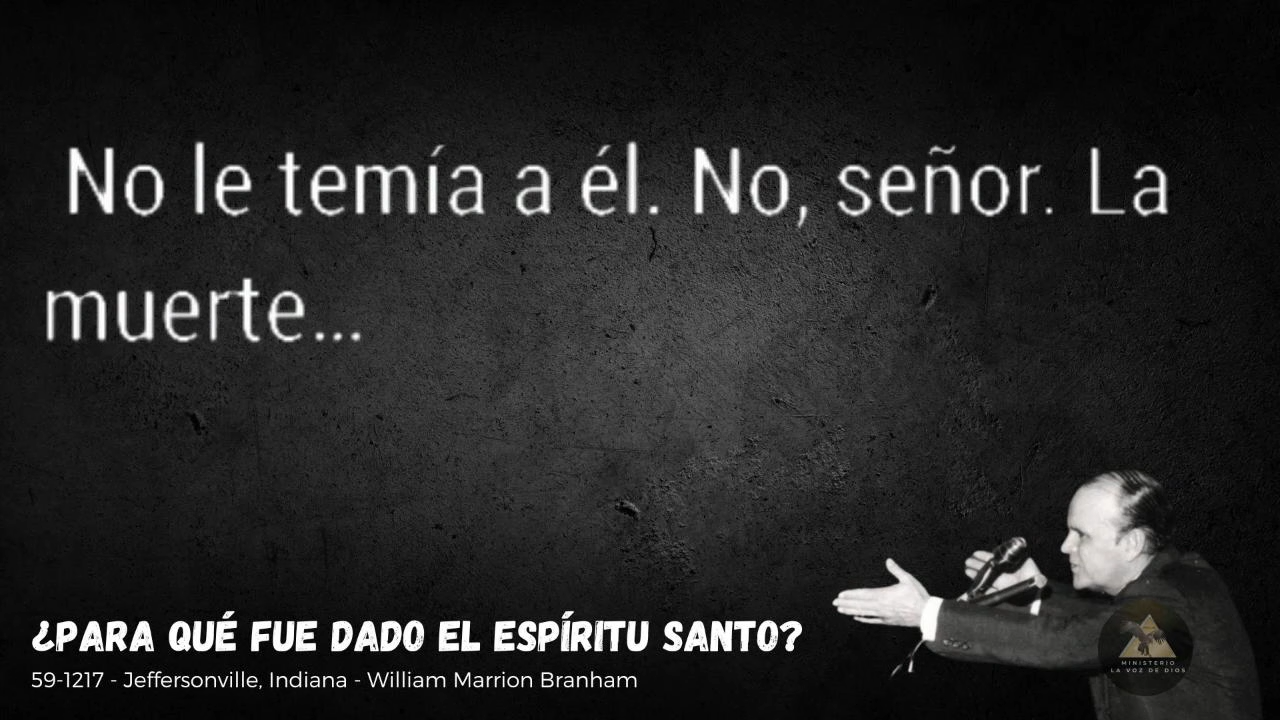 No le temía a él. No, señor. La
muerte...
¿PARA QUÉ FUE DADO EL ESPÍRITU SANTO?
59-1217 - Jeffersonville, Indiana - William Marrion Branham
MINISTERIO
LA VOZ DE DIOS